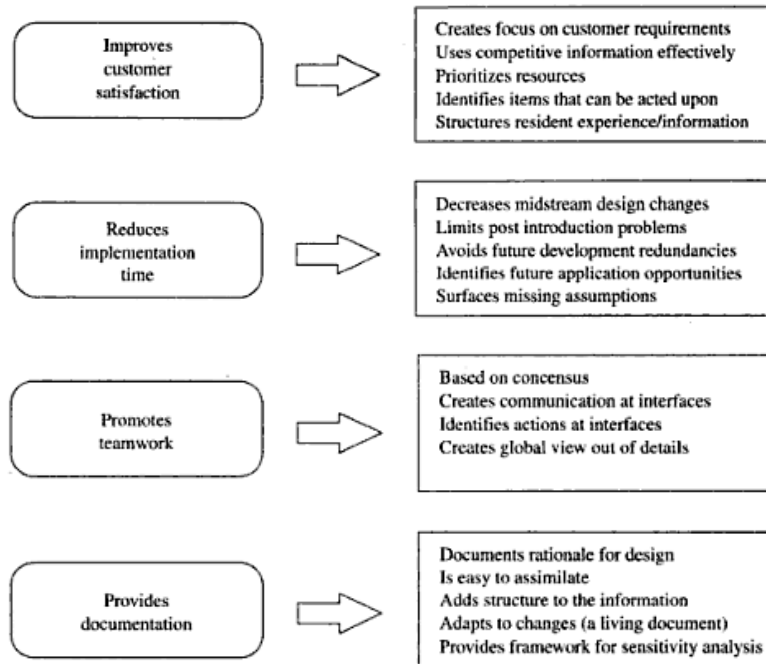 Improves
customer
satisfaction
Creates focus on customer requirements
Uses competitive information effectively
Prioritizes resources
Identifies items that can be acted upon
Structures resident experience/information
Reduces
implementation
time
Decreases midstream design changes
Limits post introduction problems
Avoids future development redundancies
Identifies future application opportunities
Surfaces missing assumptions
Promotes
teamwork
Based on concensus
Creates communication at interfaces
Identifies actions at interfaces
Creates global view out of details
Provides
documentation
Documents rationale for design
Is easy to assimilate
Adds structure to the information
Adapts to changes (a living document)
Provides framework for sensitivity analysis